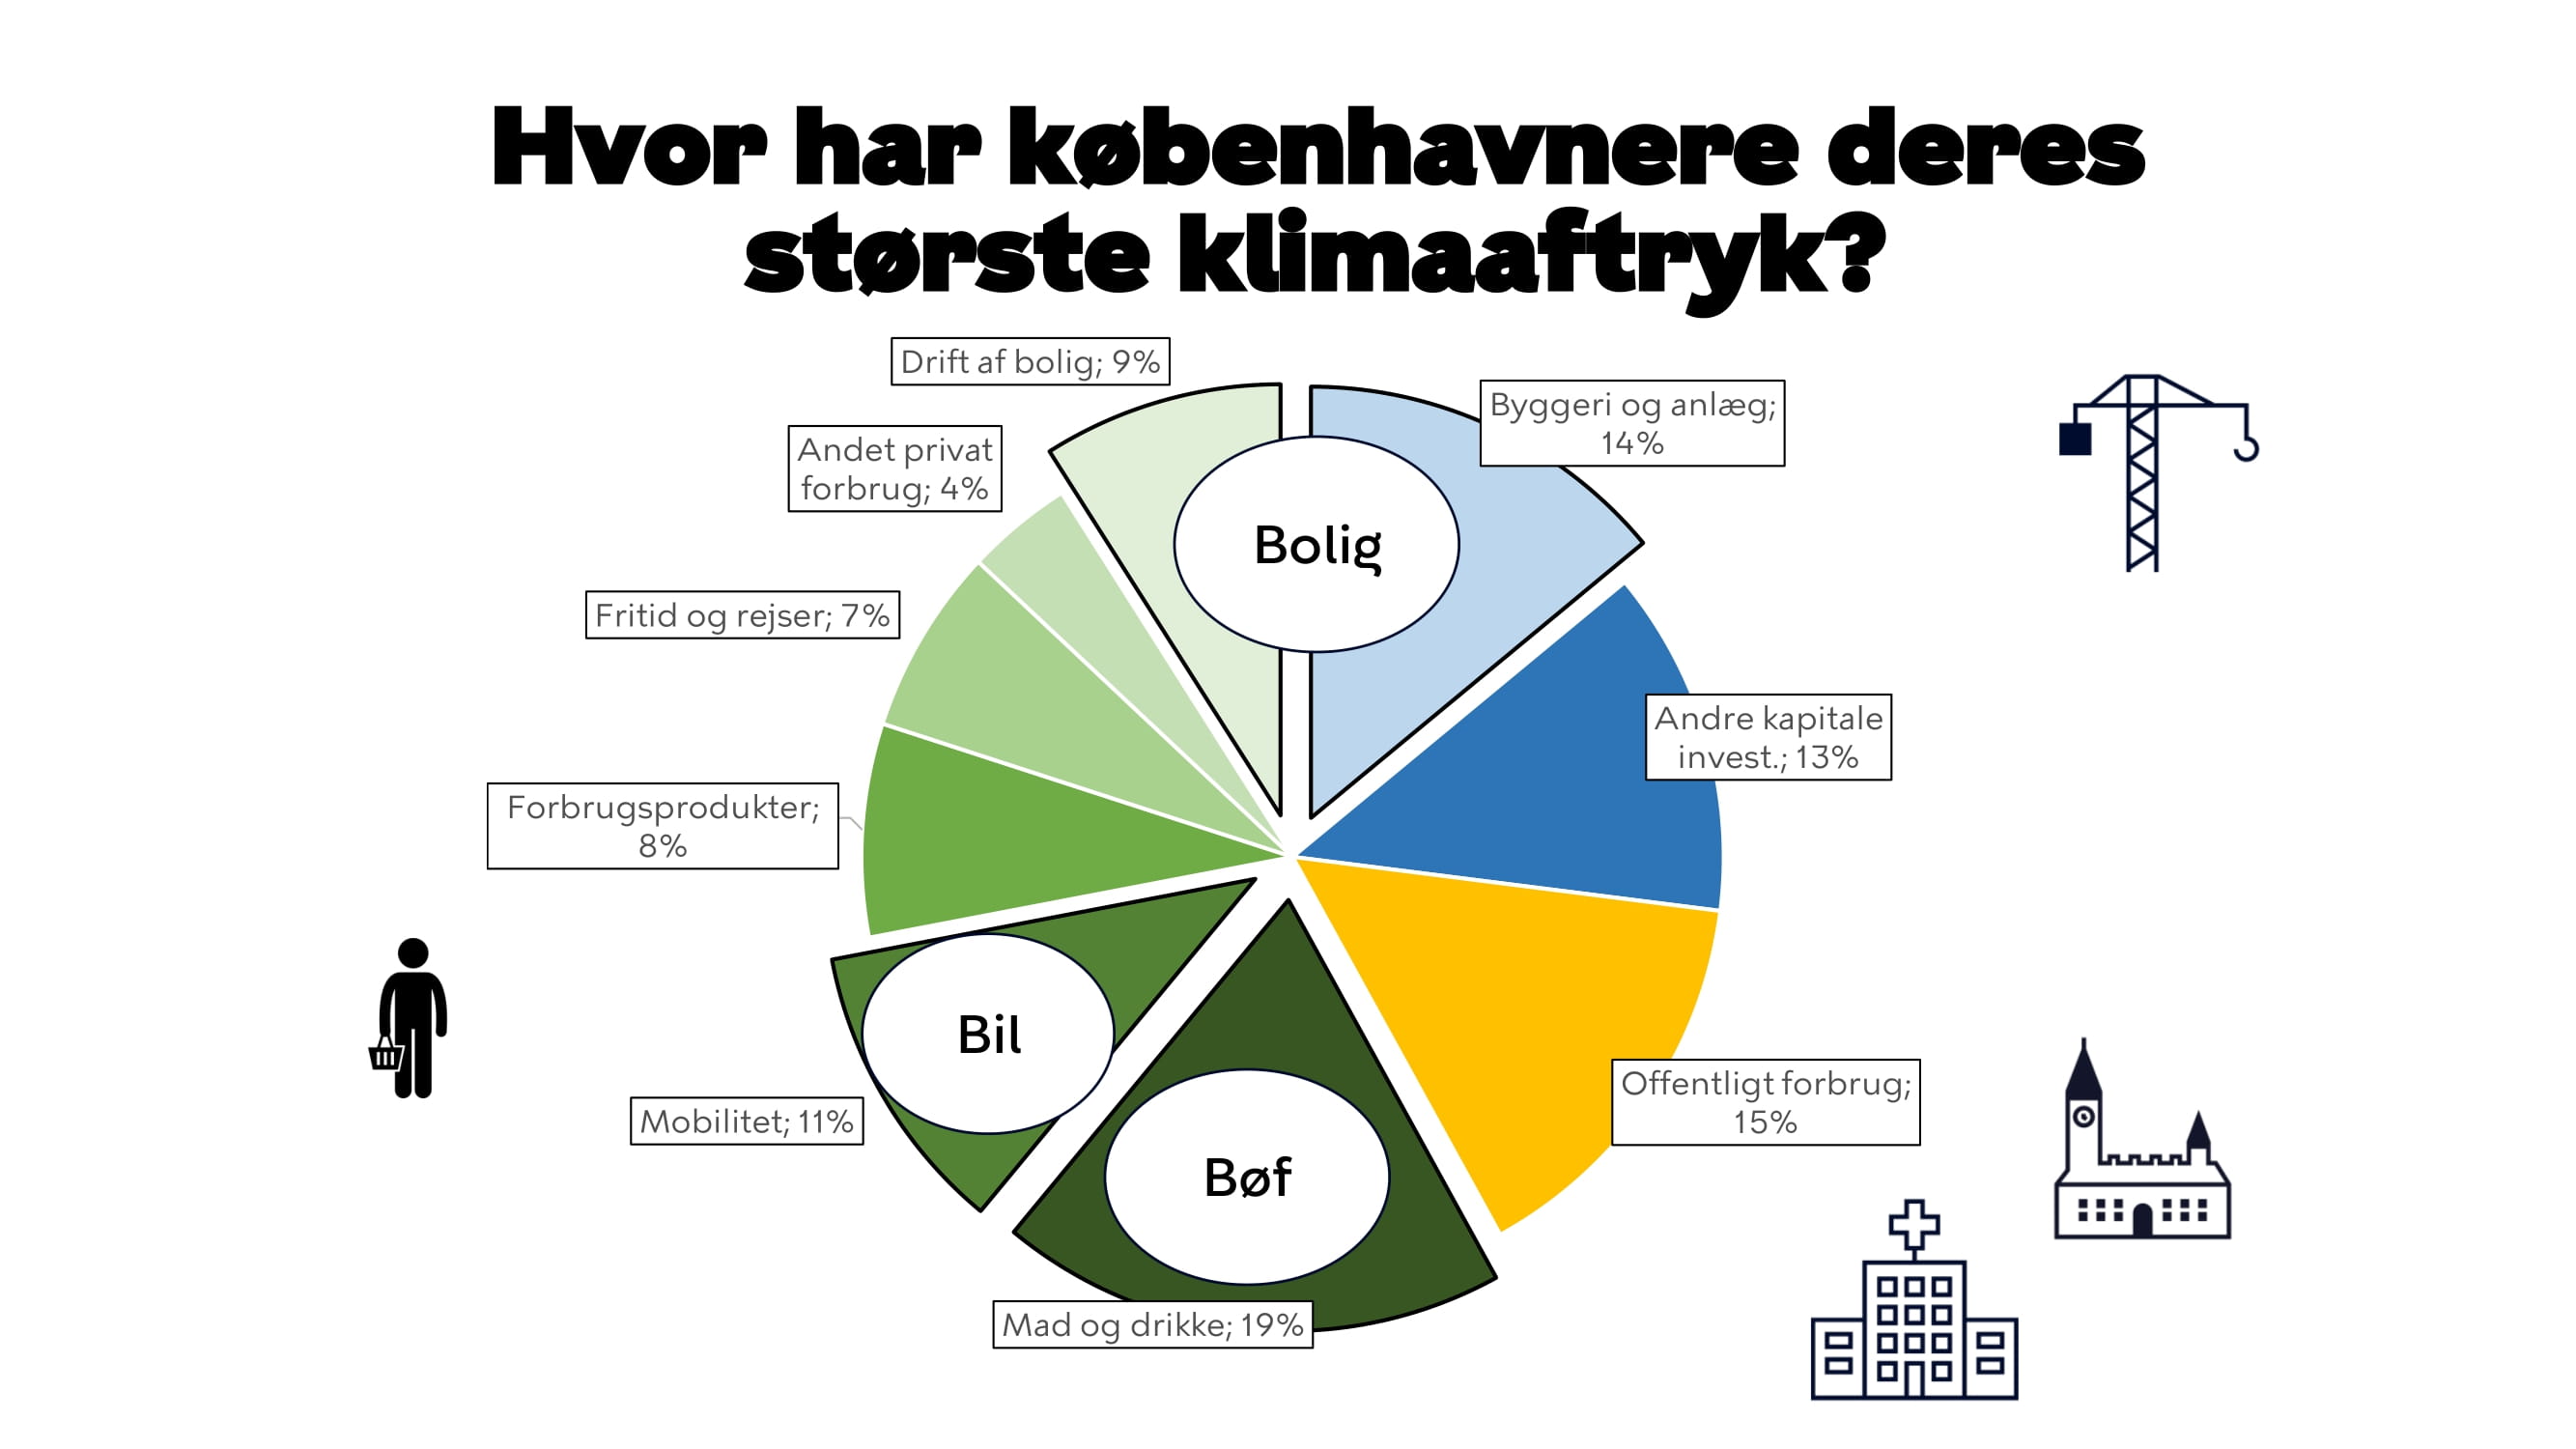 Hvor har københavnere deres
største klimaaftryk?
Drift af bolig; 9%
Byggeri og anlæg;
14%
Andet privat
forbrug; 4%
Bolig
Fritid og rejser; 7%
Andre kapitale
invest.; 13%
Forbrugsprodukter;
8%
Bil
Mobilitet; 11%
Offentligt forbrug;
15%
Bøf
Mad og drikke; 19%